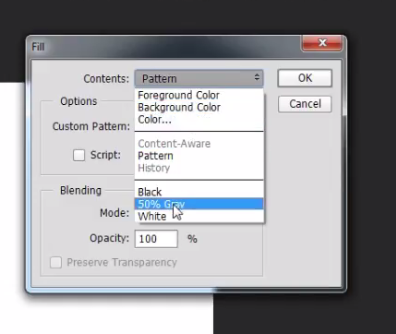 Fill
Contents: Pattern OK
Foreground Color
Options Background Color Cancel
Color...
Custom Pattern:
Content-Aware
Script: Pattern
History
Blending Black
50% Gray
Mode: White
Opacity: 100 %
Preserve Transparency